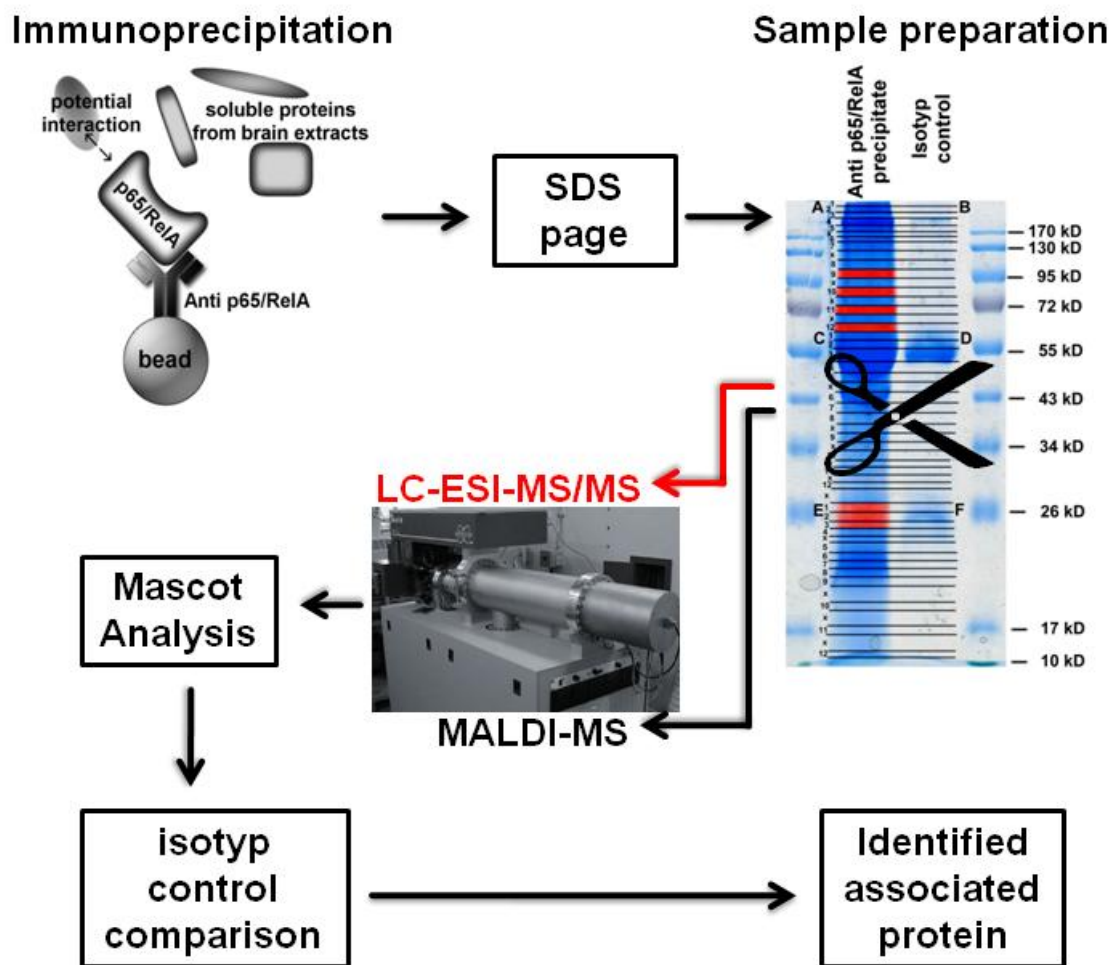 Immunoprecipitation
Sample preparation
potential
interaction
soluble proteins
from brain extracts
p65/RelA
Anti p65/RelA
bead
SDS
page
Anti p65/RelA
precipitate
Isotyp
control
A
B
C
D
E
F
170 kD
130 kD
95 kD
72 kD
55 kD
43 kD
34 kD
26 kD
17 kD
10 kD
LC-ESI-MS/MS
MALDI-MS
Mascot
Analysis
isotyp
control
comparison
Identified
associated
protein